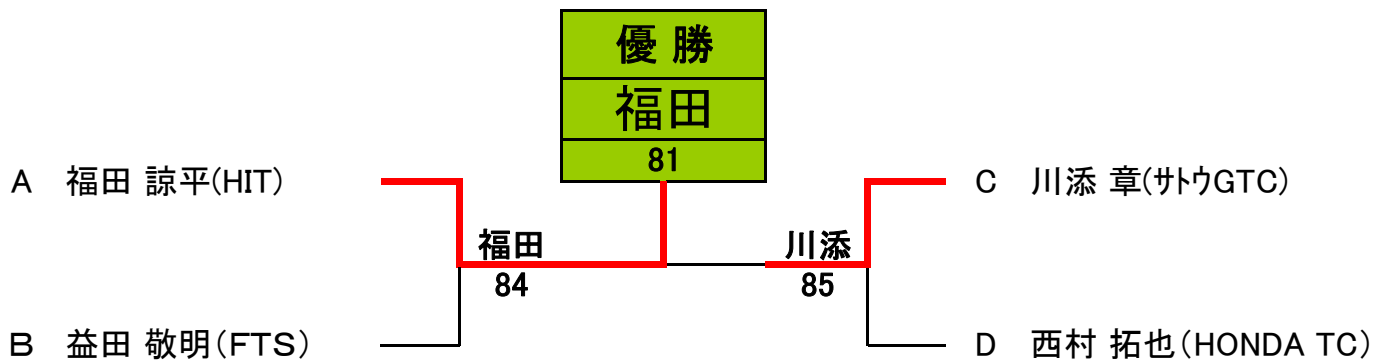 優 勝
福田
81
A 福田 諒平(HIT)
C 川添 章(ｻﾄｳGTC)
福田
川添
84
85
B 益田 敬明(FTS)
D 西村 拓也(HONDA TC)